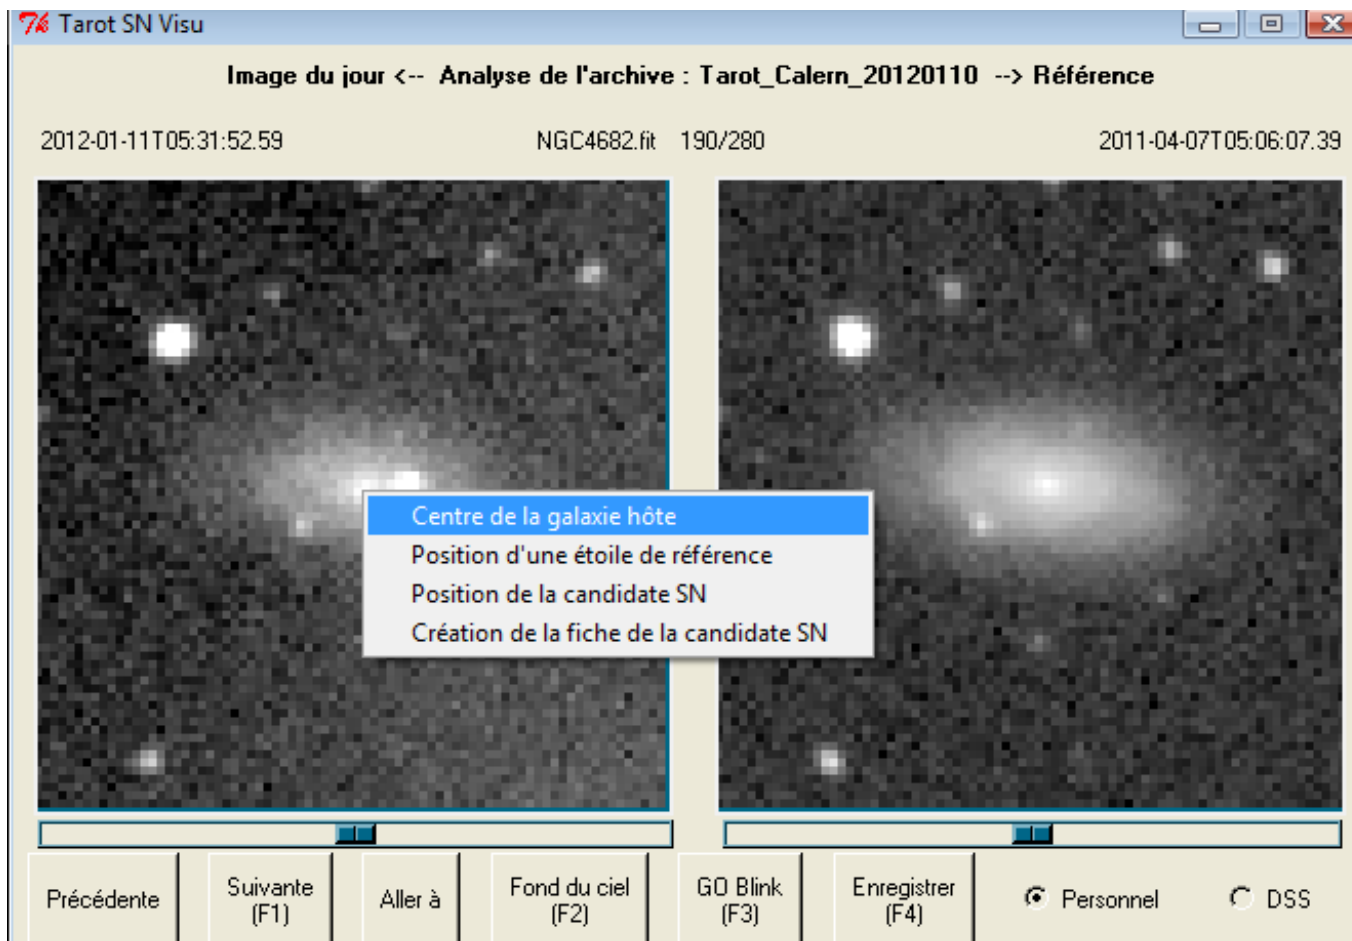 Tarot SN Visu
Image du jour <-- Analyse de l'archive : Tarot_Calern_20120110 --> Référence
2012-01-11T05:31:52.59 NGC4682.fit 190/280 2011-04-07T05:06:07.39
Centre de la galaxie hôte
Position d'une étoile de référence
Position de la candidate SN
Création de la fiche de la candidate SN
Précédente
Suivante
(F1)
Aller à
Fond du ciel
(F2)
GO Blink
(F3)
Enregistrer
(F4)
Personnel
DSS